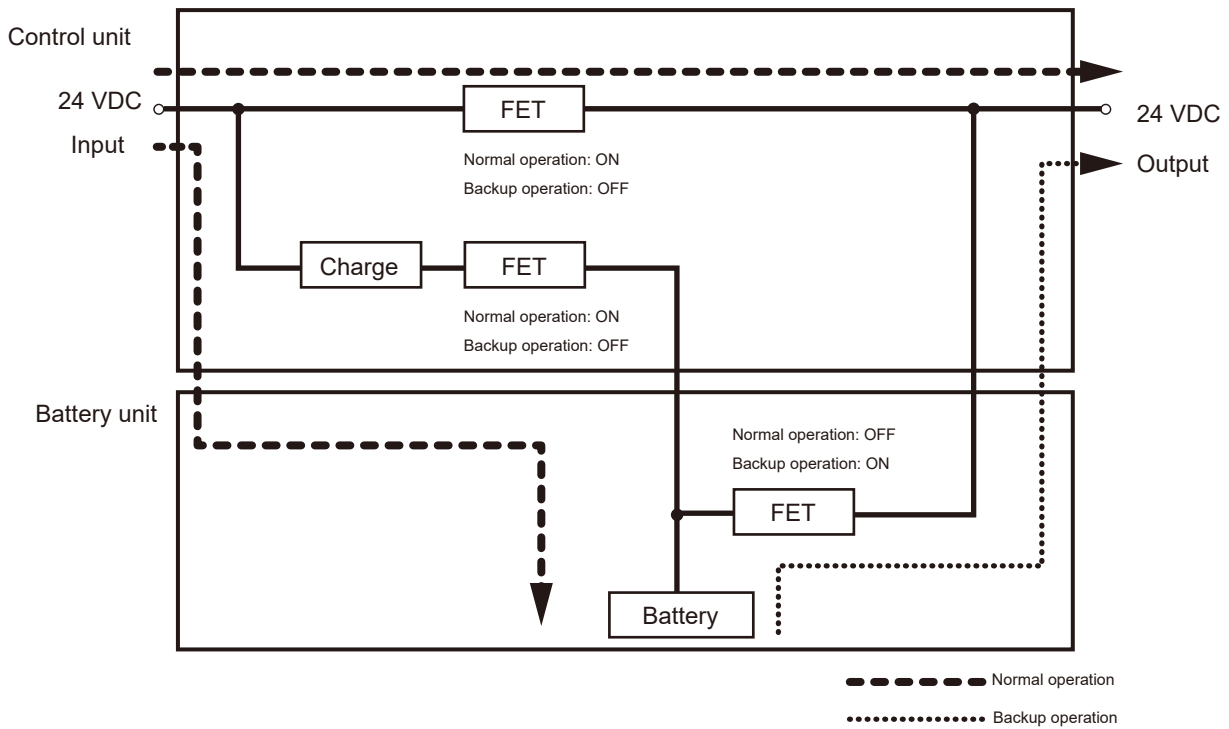 Control unit
24 VDC
Input
FET
Normal operation: ON
Backup operation: OFF
24 VDC
Output
Charge
FET
Normal operation: ON
Backup operation: OFF
Battery unit
Normal operation: OFF
Backup operation: ON
FET
Battery
Normal operation
Backup operation